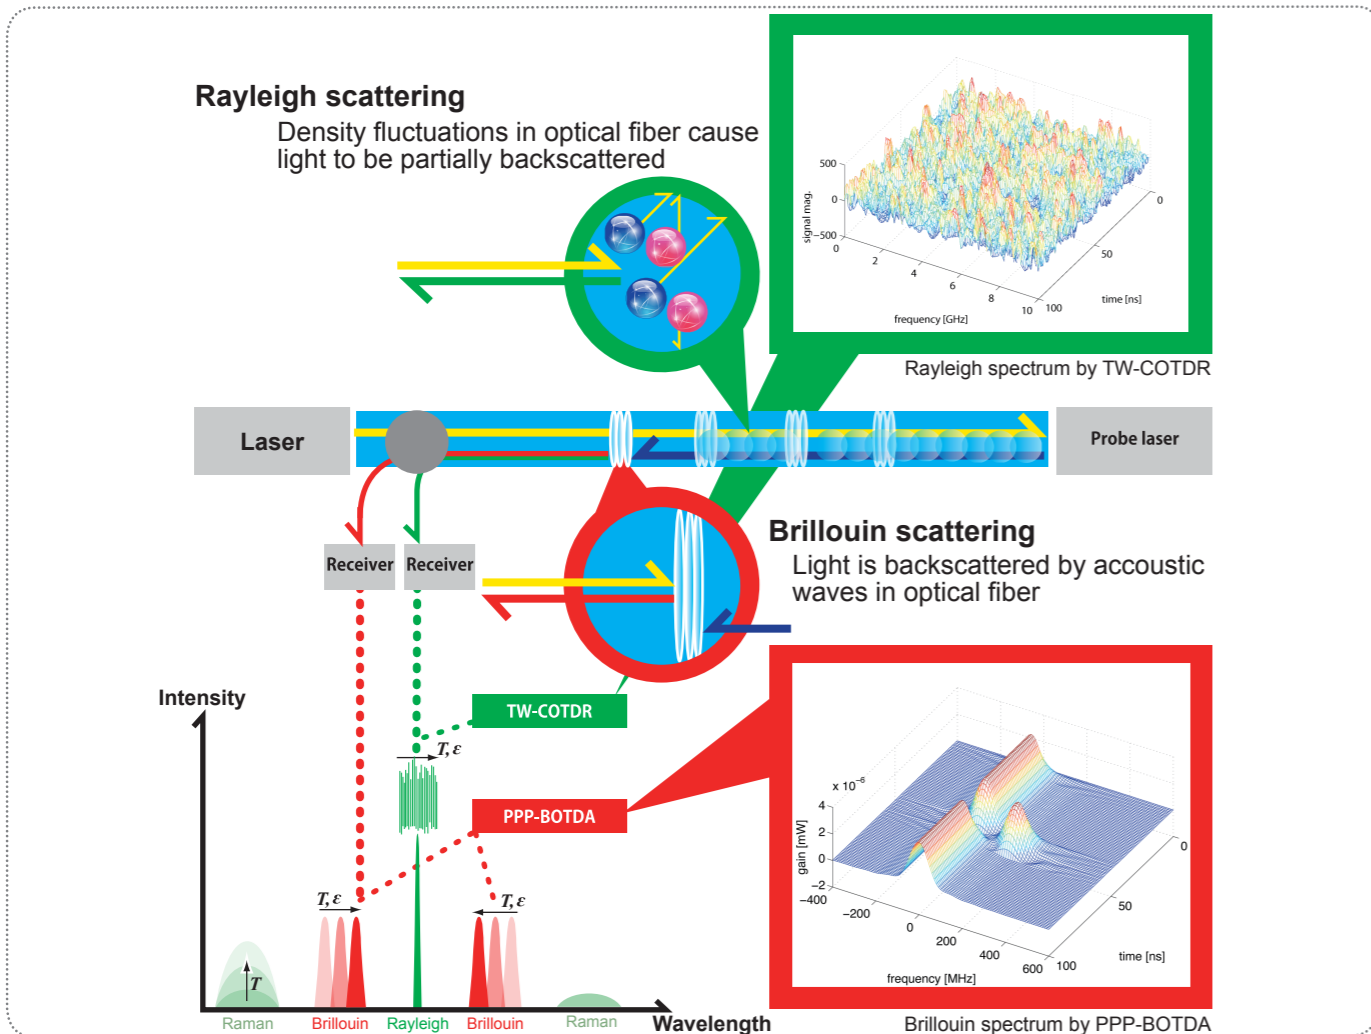 Rayleigh scattering
Density fluctuations in optical fiber cause
light to be partially backscattered
500
0
−500
signal mag.
0
2
4
6
8
10
frequency [GHz]
0
50
100
time [ns]
Rayleigh spectrum by TW-COTDR
Laser
Probe laser
Receiver
Receiver
Brillouin scattering
Light is backscattered by accoustic
waves in optical fiber
Intensity
TW-COTDR
T, ε
PPP-BOTDA
T, ε
T, ε
T
Raman
Brillouin
Rayleigh
Brillouin
Raman
Wavelength
x 10⁻⁶
4
2
0
−2
gain [mW]
−400
−200
0
200
400
600
frequency [MHz]
0
50
100
time [ns]
Brillouin spectrum by PPP-BOTDA